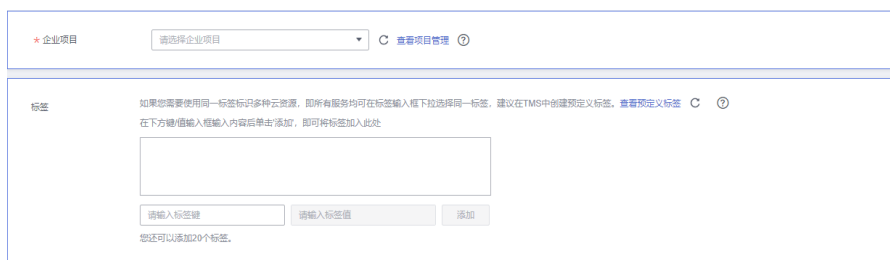 * 企业项目 请选择企业项目 查看项目管理
标签 如果您需要使用同一标签标识多种云资源，即所有服务均可在标签输入框下拉选择同一标签，建议在TMS中创建预定义标签。查看预定义标签
在下方键/值输入框输入内容后单击'添加'，即可将标签加入此处
请输入标签键 请输入标签值 添加
您还可以添加20个标签。